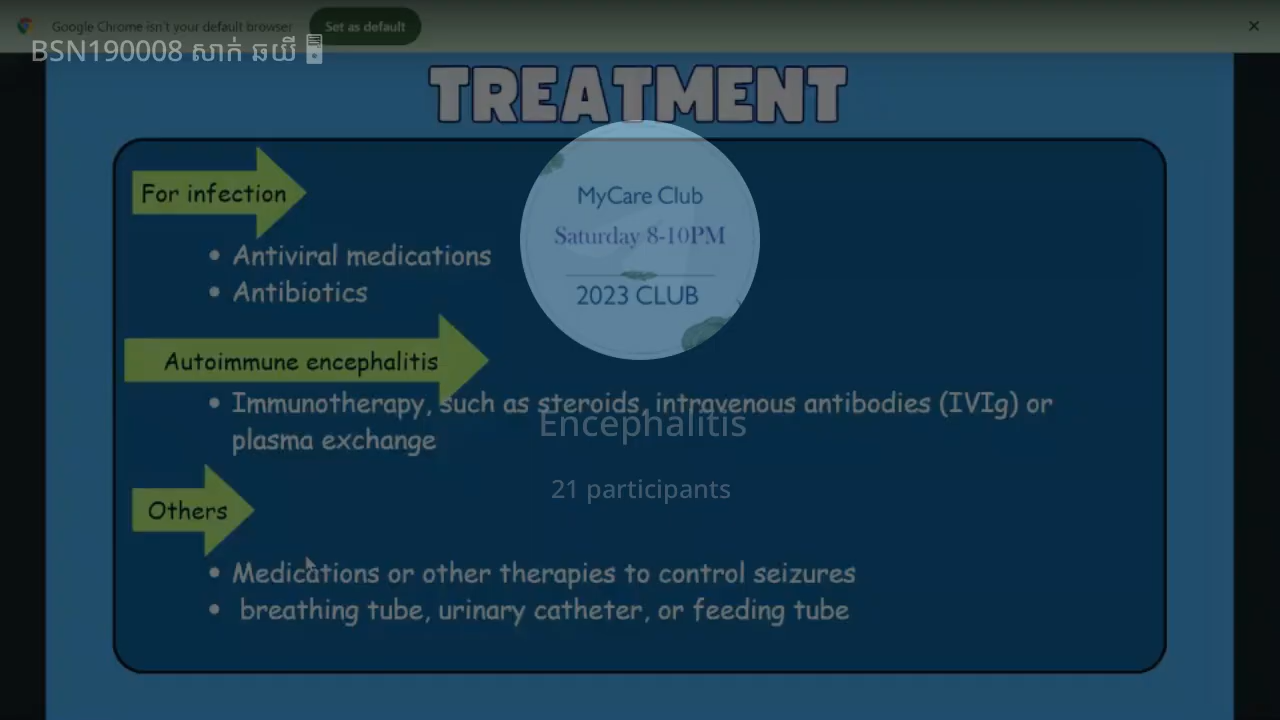 Google Chrome isn't your default browser
Set as default
BSN190008 សាក់ ឆយើ
TREATMENT
For infection
• Antiviral medications
• Antibiotics
MyCare Club
Saturday 8-10PM
2023 CLUB
Autoimmune encephalitis
• Immunotherapy, such as steroids, intravenous antibodies (IVIg) or
plasma exchange
Encephalitis
21 participants
Others
• Medications or other therapies to control seizures
• breathing tube, urinary catheter, or feeding tube